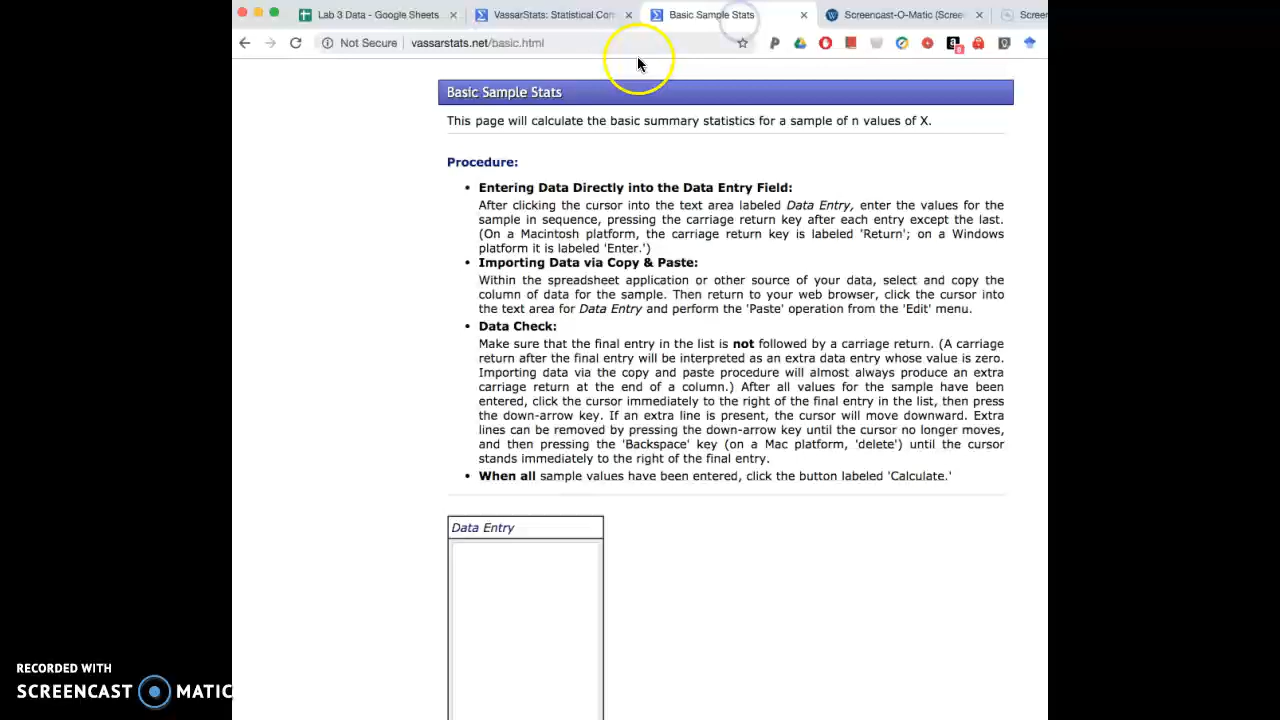 Lab 3 Data - Google Sheets
VassarStats: Statistical Con
Basic Sample Stats
Screencast-O-Matic (Scree
Screen
Not Secure
vassarstats.net/basic.html
Basic Sample Stats
This page will calculate the basic summary statistics for a sample of n values of X.
Procedure:
• Entering Data Directly into the Data Entry Field:
After clicking the cursor into the text area labeled Data Entry, enter the values for the
sample in sequence, pressing the carriage return key after each entry except the last.
(On a Macintosh platform, the carriage return key is labeled 'Return'; on a Windows
platform it is labeled 'Enter.')
• Importing Data via Copy & Paste:
Within the spreadsheet application or other source of your data, select and copy the
column of data for the sample. Then return to your web browser, click the cursor into
the text area for Data Entry and perform the 'Paste' operation from the 'Edit' menu.
• Data Check:
Make sure that the final entry in the list is not followed by a carriage return. (A carriage
return after the final entry will be interpreted as an extra data entry whose value is zero.
Importing data via the copy and paste procedure will almost always produce an extra
carriage return at the end of a column.) After all values for the sample have been
entered, click the cursor immediately to the right of the final entry in the list, then press
the down-arrow key. If an extra line is present, the cursor will move downward. Extra
lines can be removed by pressing the down-arrow key until the cursor no longer moves,
and then pressing the 'Backspace' key (on a Mac platform, 'delete') until the cursor
stands immediately to the right of the final entry.
• When all sample values have been entered, click the button labeled 'Calculate.'
Data Entry
RECORDED WITH
SCREENCAST MATIC